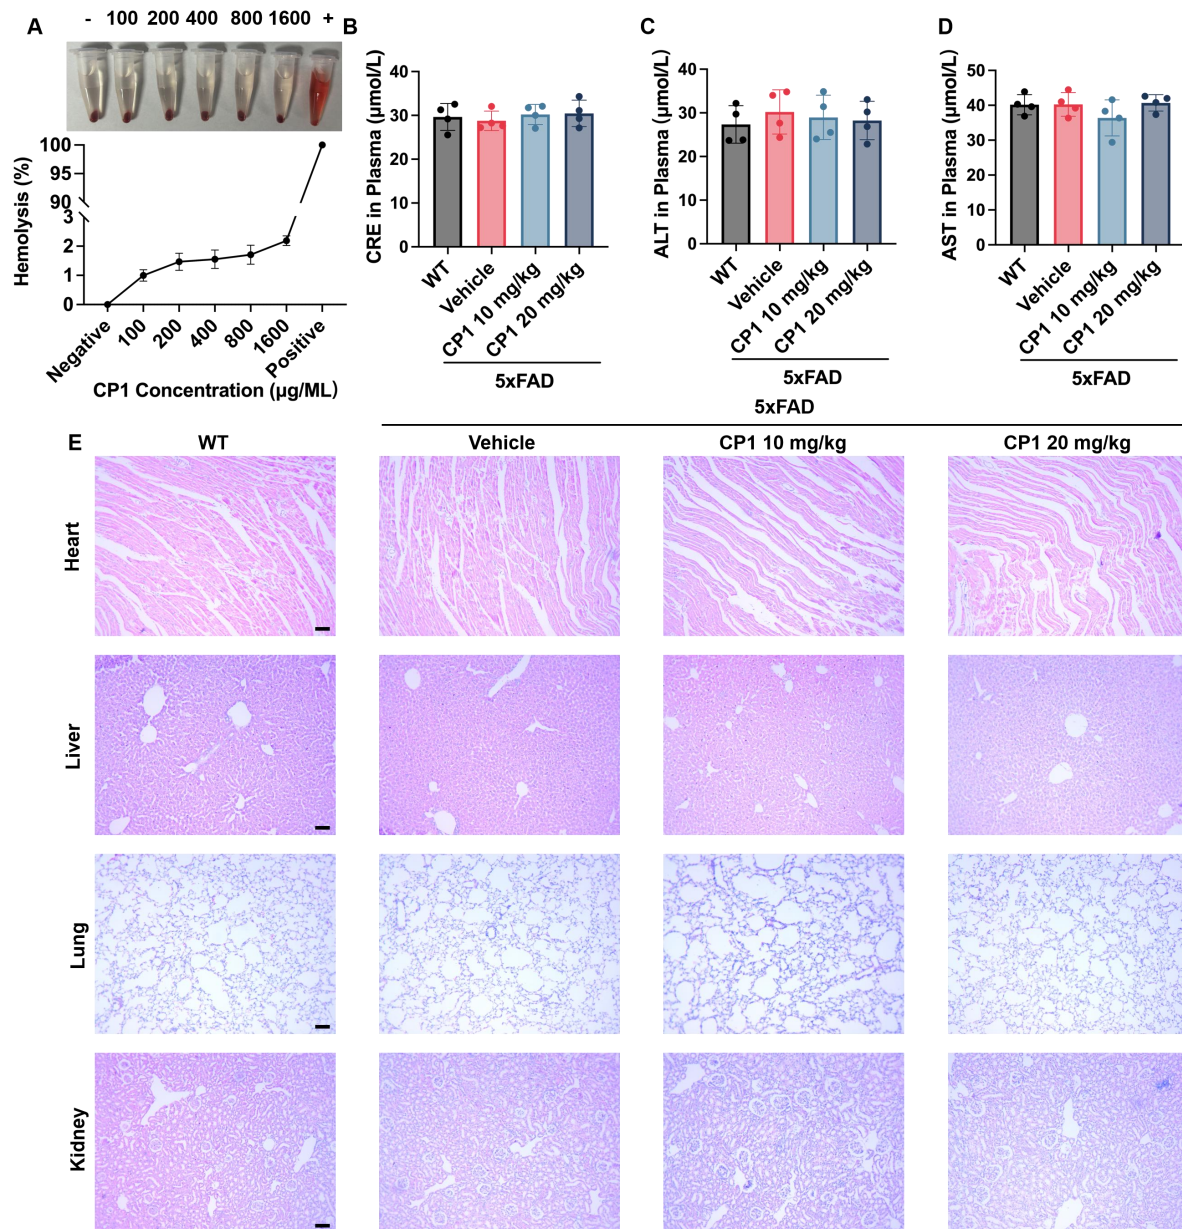 A
- 100 200 400 800 1600 +
Hemolysis (%)
100
95
90
3
2
1
0
Negative
100
200
400
800
1600
Positive
CP1 Concentration (μg/ML)
B
CRE in Plasma (μmol/L)
40
30
20
10
0
WT
Vehicle
CP1 10 mg/kg
CP1 20 mg/kg
5xFAD
C
ALT in Plasma (μmol/L)
40
30
20
10
0
WT
Vehicle
CP1 10 mg/kg
CP1 20 mg/kg
5xFAD
D
AST in Plasma (μmol/L)
50
40
30
20
10
0
WT
Vehicle
CP1 10 mg/kg
CP1 20 mg/kg
5xFAD
5xFAD
E
WT
Vehicle
CP1 10 mg/kg
CP1 20 mg/kg
Heart
Liver
Lung
Kidney